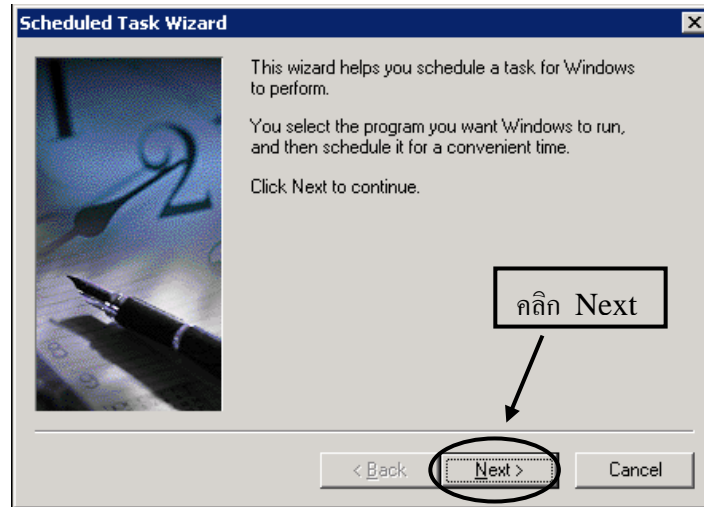 Scheduled Task Wizard
This wizard helps you schedule a task for Windows
to perform.
You select the program you want Windows to run,
and then schedule it for a convenient time.
Click Next to continue.
คลิก Next
< Back
Next >
Cancel